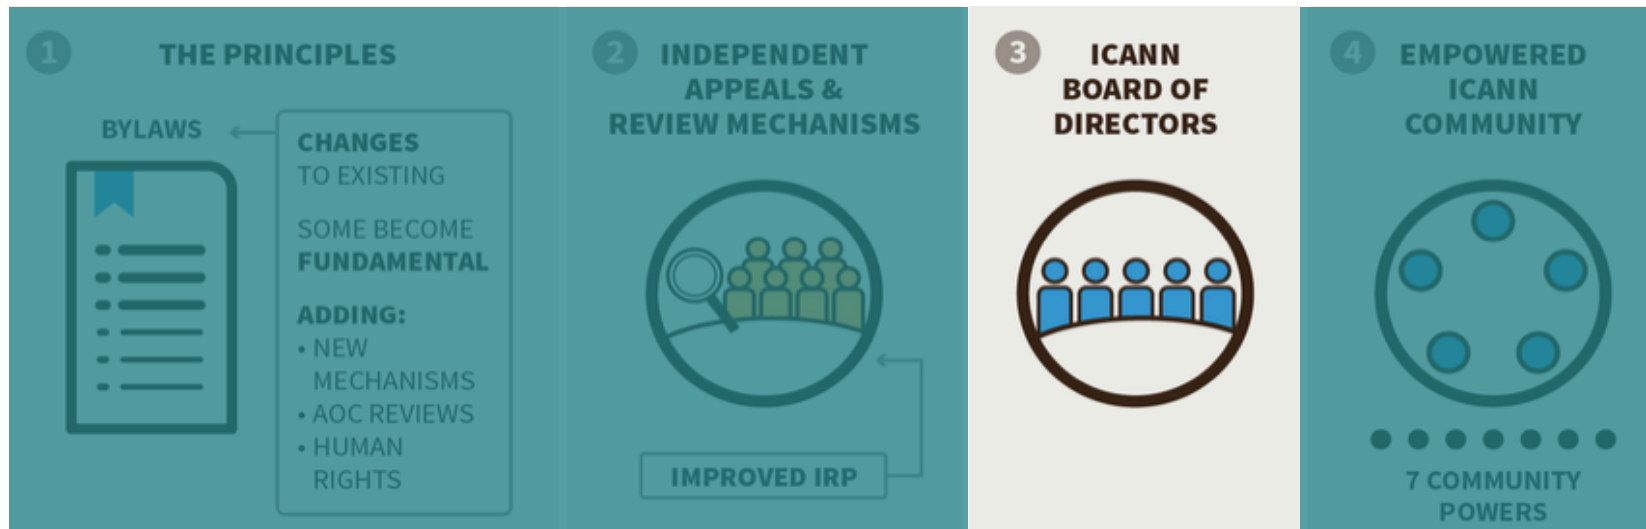 1
THE PRINCIPLES
BYLAWS
CHANGES
TO EXISTING
SOME BECOME
FUNDAMENTAL
ADDING:
• NEW
MECHANISMS
• AOC REVIEWS
• HUMAN
RIGHTS
2
INDEPENDENT
APPEALS &
REVIEW MECHANISMS
IMPROVED IRP
3
ICANN
BOARD OF
DIRECTORS
4
EMPOWERED
ICANN
COMMUNITY
7 COMMUNITY
POWERS